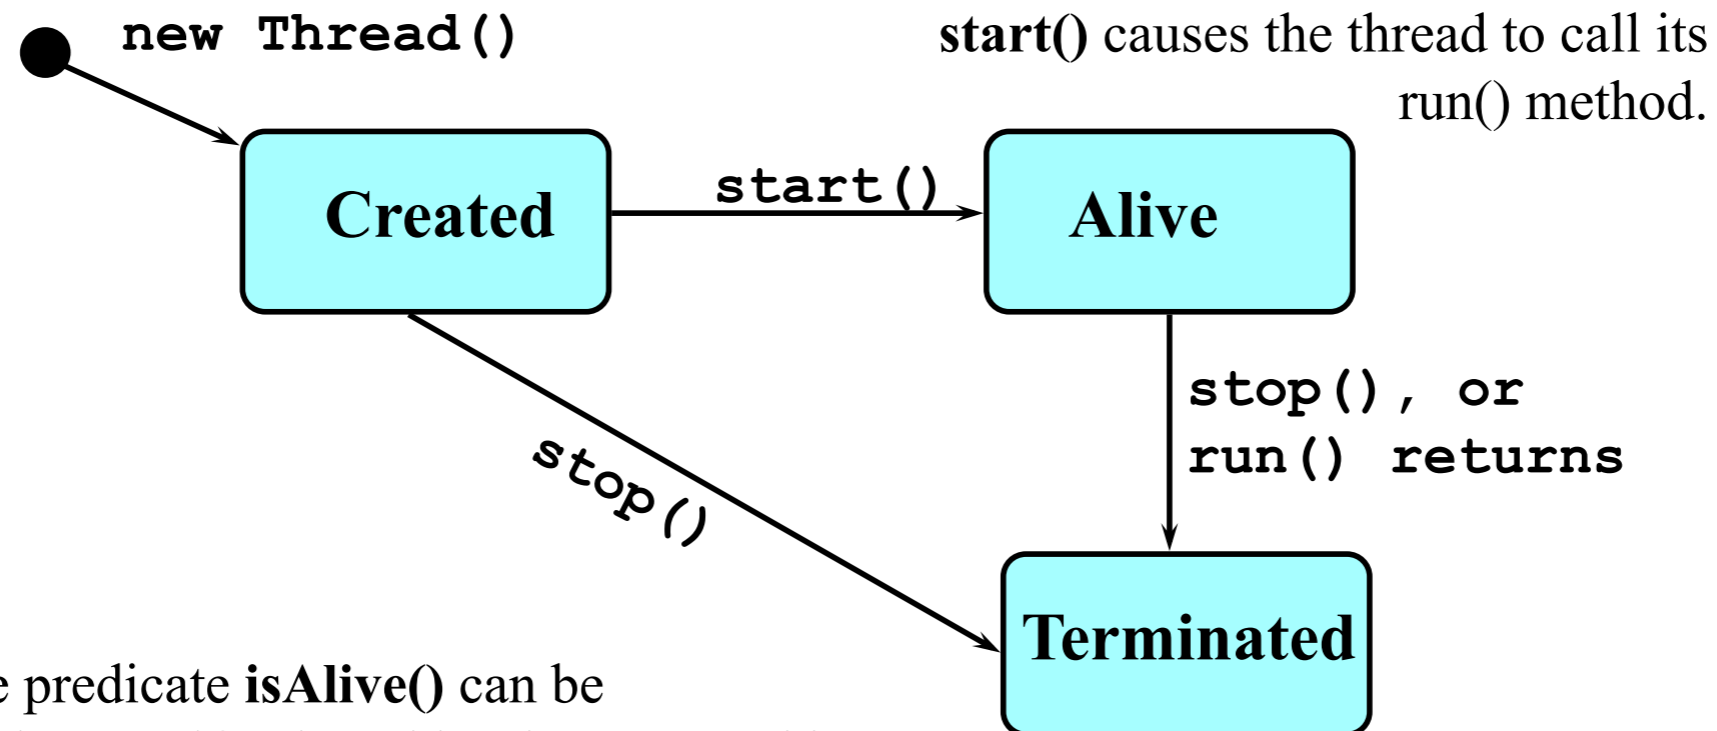 new Thread()
start() causes the thread to call its
run() method.
Created
start()
Alive
stop(), or
run() returns
stop()
Terminated
predicate isAlive() can be